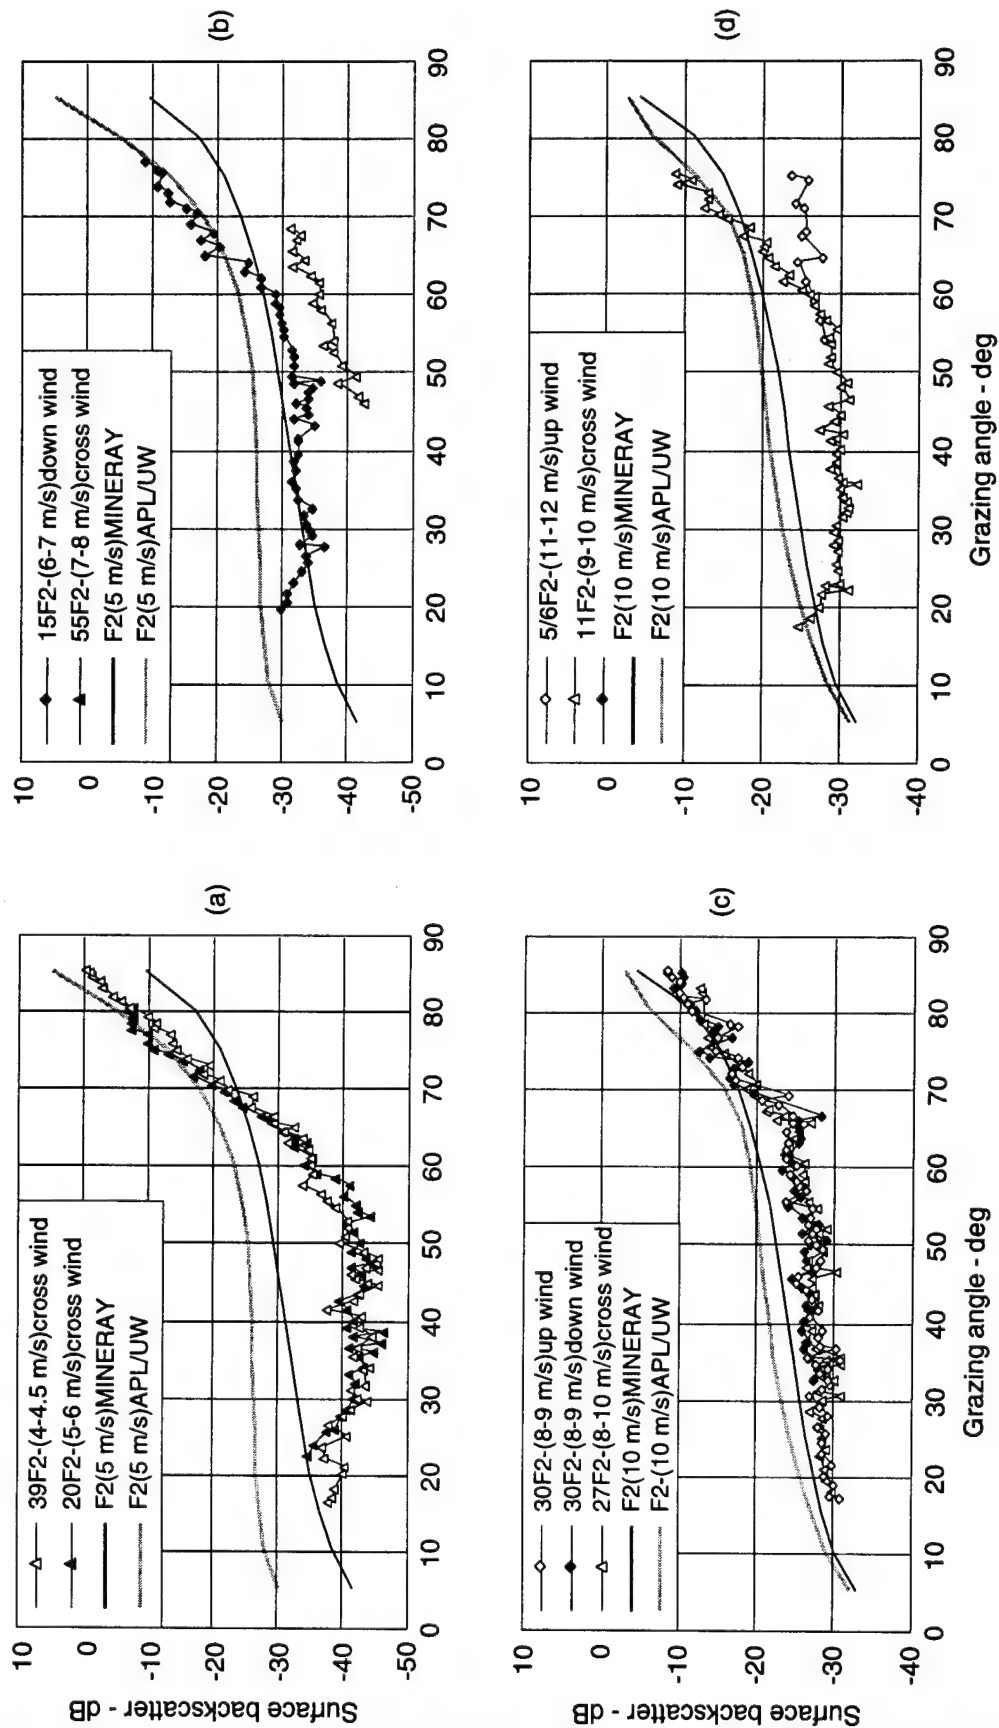 (a)
39F2-(4-4.5 m/s)cross wind
20F2-(5-6 m/s)cross wind
F2(5 m/s)MINERAY
F2(5 m/s)APL/UW
Surface backscatter - dB
10
0
-10
-20
-30
-40
-50
0 10 20 30 40 50 60 70 80 90
(b)
15F2-(6-7 m/s)down wind
55F2-(7-8 m/s)cross wind
F2(5 m/s)MINERAY
F2(5 m/s)APL/UW
10
0
-10
-20
-30
-40
-50
0 10 20 30 40 50 60 70 80 90
(c)
30F2-(8-9 m/s)up wind
30F2-(8-9 m/s)down wind
27F2-(8-10 m/s)cross wind
F2(10 m/s)MINERAY
F2-(10 m/s)APL/UW
Surface backscatter - dB
10
0
-10
-20
-30
-40
0 10 20 30 40 50 60 70 80 90
Grazing angle - deg
(d)
5/6F2-(11-12 m/s)up wind
11F2-(9-10 m/s)cross wind
F2(10 m/s)MINERAY
F2(10 m/s)APL/UW
10
0
-10
-20
-30
-40
0 10 20 30 40 50 60 70 80 90
Grazing angle - deg